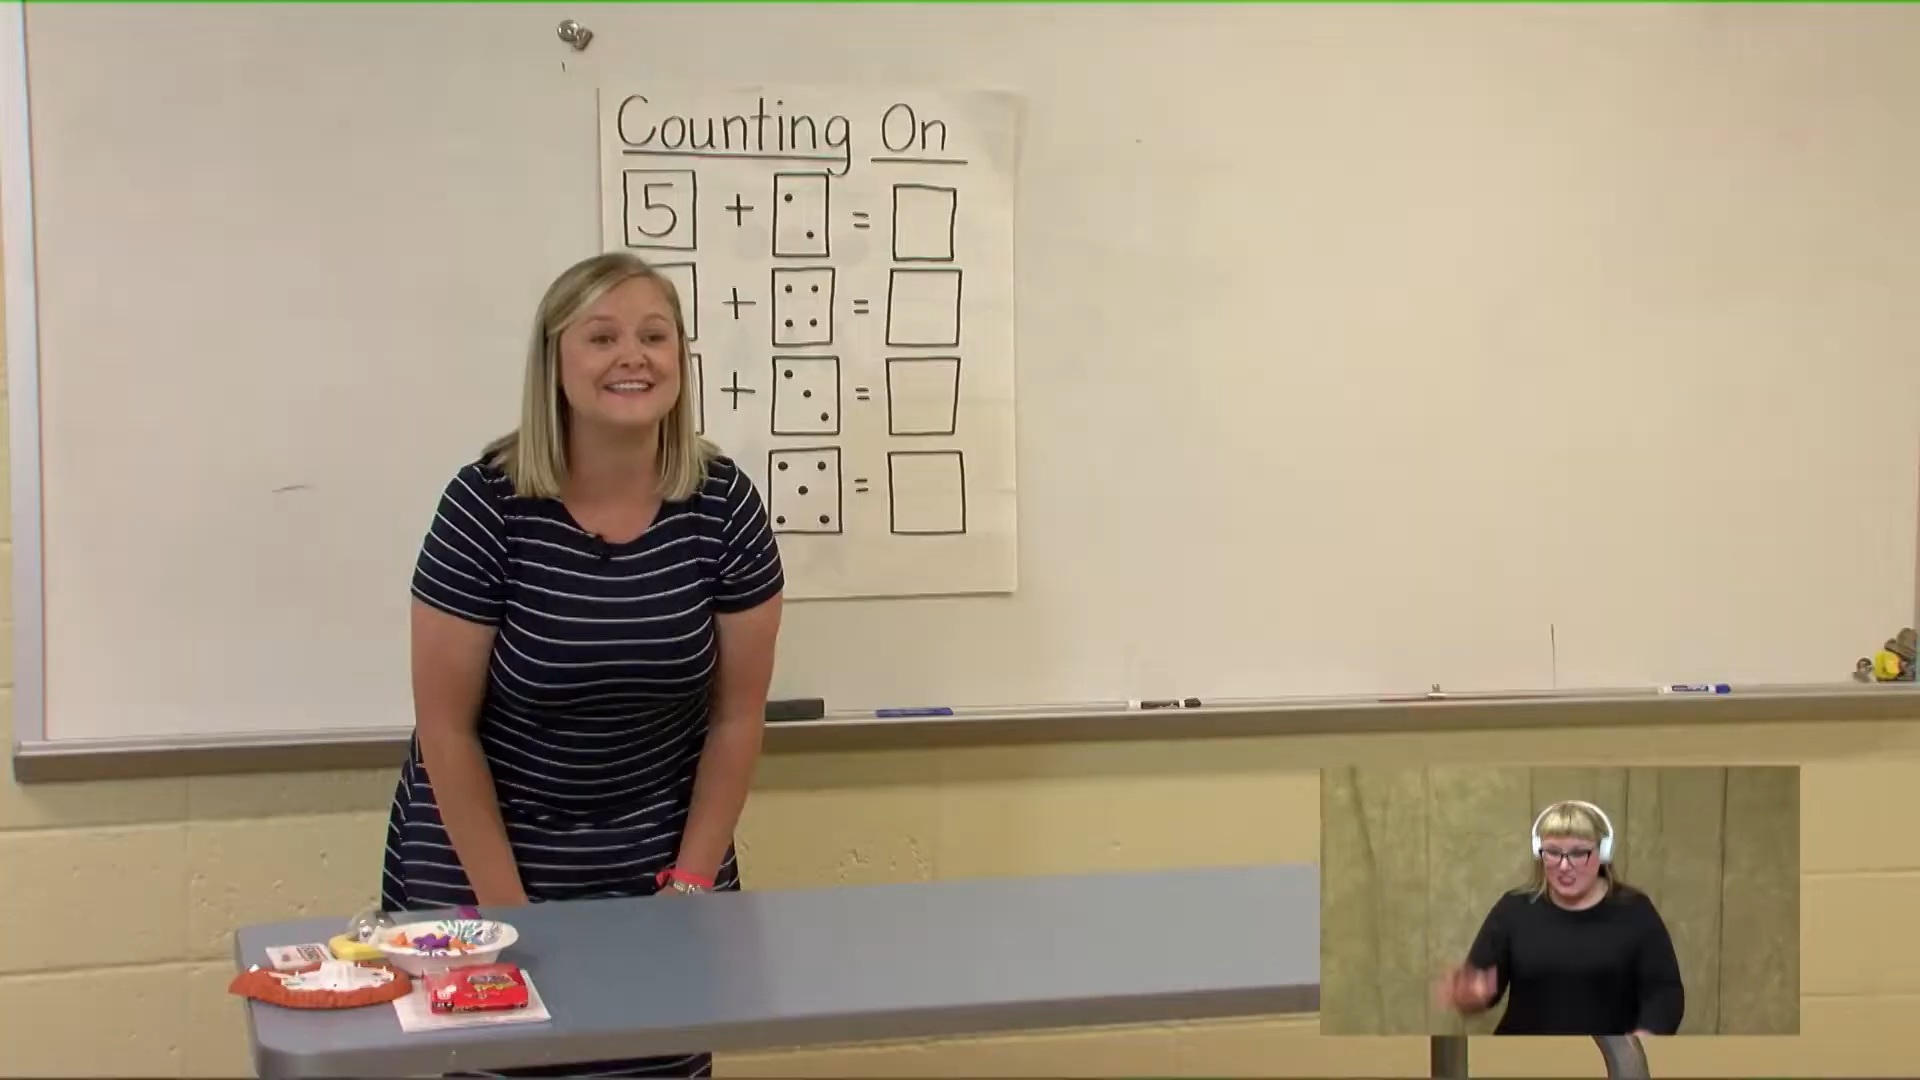 Counting On
5 + =
+ =
+ =
=